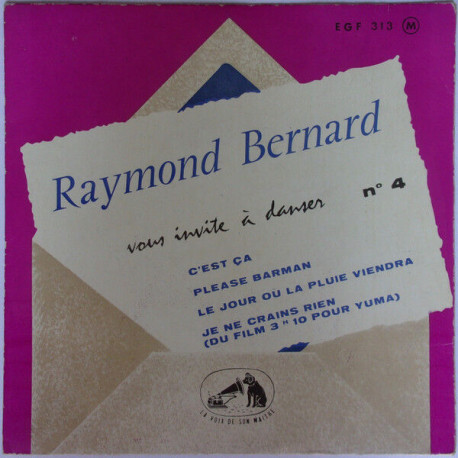 EGF 313 M
Raymond Bernard
vous invite à danser n° 4
C'EST ÇA
PLEASE BARMAN
LE JOUR OÙ LA PLUIE VIENDRA
JE NE CRAINS RIEN
(DU FILM 3 " 10 POUR YUMA)
LA VOIX DE SON MAITRE